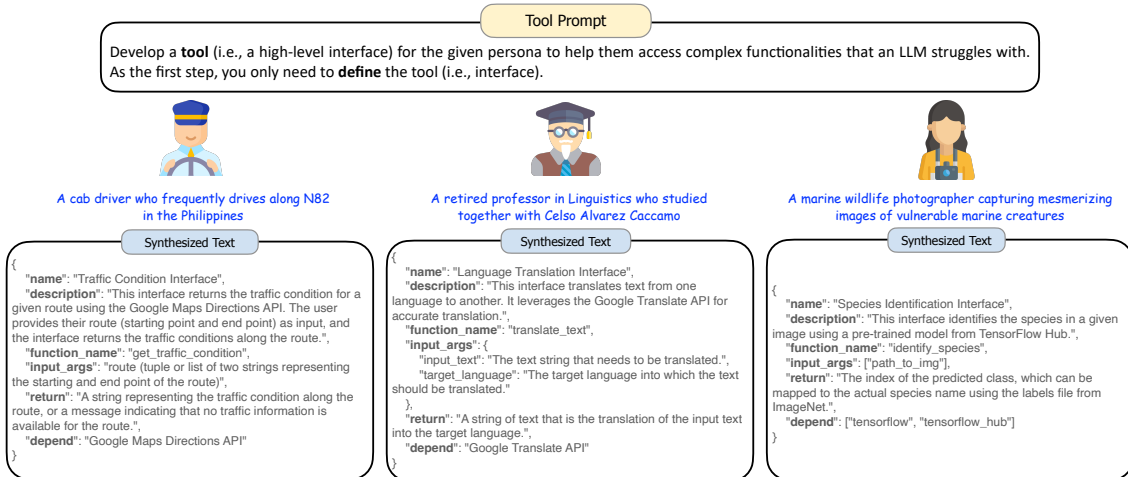 Tool Prompt
Develop a tool (i.e., a high-level interface) for the given persona to help them access complex functionalities that an LLM struggles with.
As the first step, you only need to define the tool (i.e., interface).
A cab driver who frequently drives along N82
in the Philippines
Synthesized Text
{
"name": "Traffic Condition Interface",
"description": "This interface returns the traffic condition for a
given route using the Google Maps Directions API. The user
provides their route (starting point and end point) as input, and
the interface returns the traffic conditions along the route.",
"function_name": "get_traffic_condition",
"input_args": "route (tuple or list of two strings representing
the starting and end point of the route)",
"return": "A string representing the traffic condition along the
route, or a message indicating that no traffic information is
available for the route.",
"depend": "Google Maps Directions API"
}
A retired professor in Linguistics who studied
together with Celso Alvarez Caccamo
Synthesized Text
{
"name": "Language Translation Interface",
"description": "This interface translates text from one
language to another. It leverages the Google Translate API for
accurate translation.",
"function_name": "translate_text",
"input_args": {
"input_text": "The text string that needs to be translated.",
"target_language": "The target language into which the text
should be translated."
},
"return": "A string of text that is the translation of the input text
into the target language.",
"depend": "Google Translate API"
}
A marine wildlife photographer capturing mesmerizing
images of vulnerable marine creatures
Synthesized Text
{
"name": "Species Identification Interface",
"description": "This interface identifies the species in a given
image using a pre-trained model from TensorFlow Hub.",
"function_name": "identify_species",
"input_args": ["path_to_img"],
"return": "The index of the predicted class, which can be
mapped to the actual species name using the labels file from
ImageNet.",
"depend": ["tensorflow", "tensorflow_hub"]
}